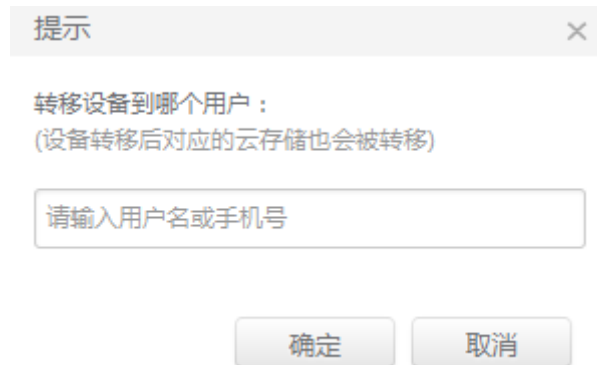 提示
转移设备到哪个用户：
(设备转移后对应的云存储也会被转移)
请输入用户名或手机号
确定
取消